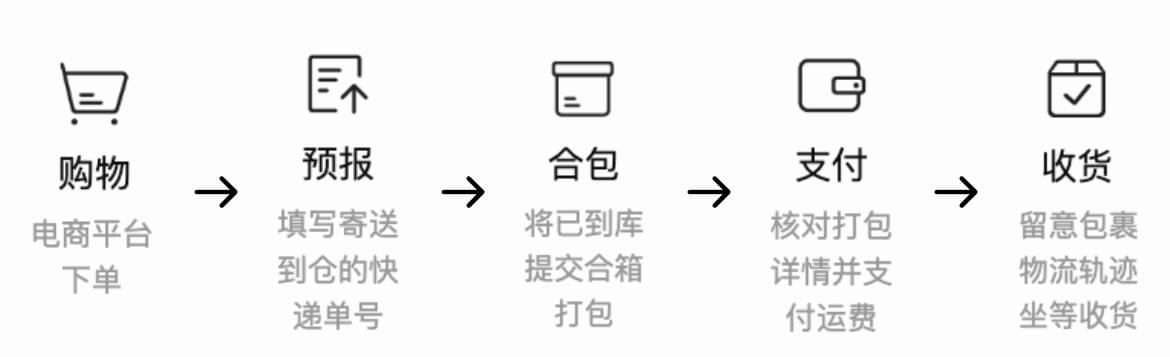 购物
电商平台
下单
预报
填写寄送
到仓的快
递单号
合包
将已到库
提交合箱
打包
支付
核对打包
详情并支
付运费
收货
留意包裹
物流轨迹
坐等收货